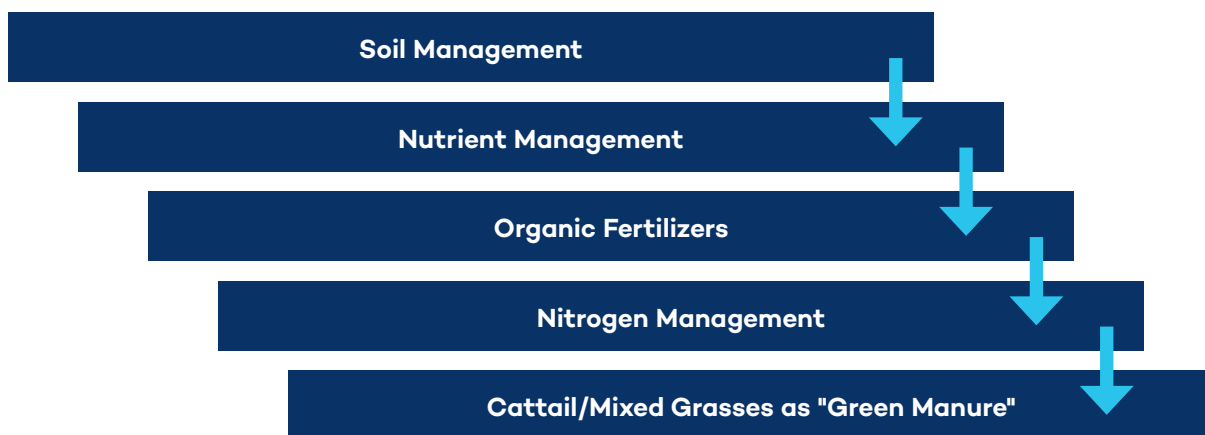 Soil Management
Nutrient Management
Organic Fertilizers
Nitrogen Management
Cattail/Mixed Grasses as "Green Manure"